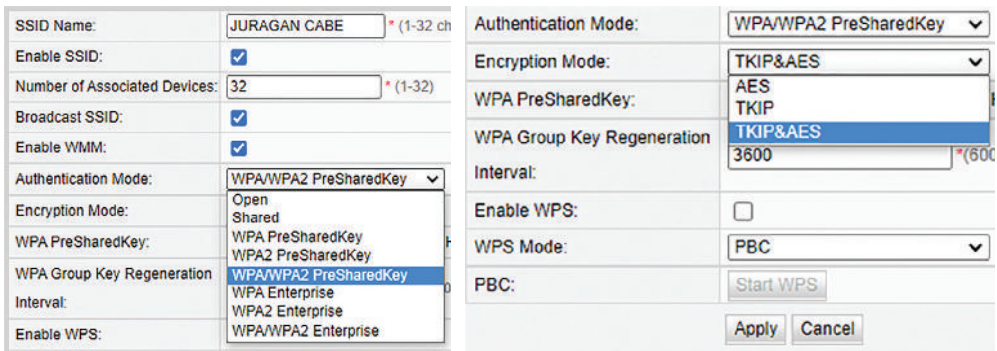 SSID Name: JURAGAN CABE * (1-32 ch
Enable SSID:
Number of Associated Devices: 32 * (1-32)
Broadcast SSID:
Enable WMM:
Authentication Mode: WPA/WPA2 PreSharedKey
Open
Encryption Mode:
Shared
WPA PreSharedKey:
WPA PreSharedKey
WPA2 PreSharedKey
WPA Group Key Regeneration
WPA/WPA2 PreSharedKey
WPA Enterprise
Interval:
WPA2 Enterprise
Enable WPS:
WPA/WPA2 Enterprise
Authentication Mode: WPA/WPA2 PreSharedKey
Encryption Mode: TKIP&AES
AES
WPA PreSharedKey:
TKIP
TKIP&AES
WPA Group Key Regeneration
Interval:
3600 *(600
Enable WPS:
WPS Mode: PBC
PBC: Start WPS
Apply Cancel